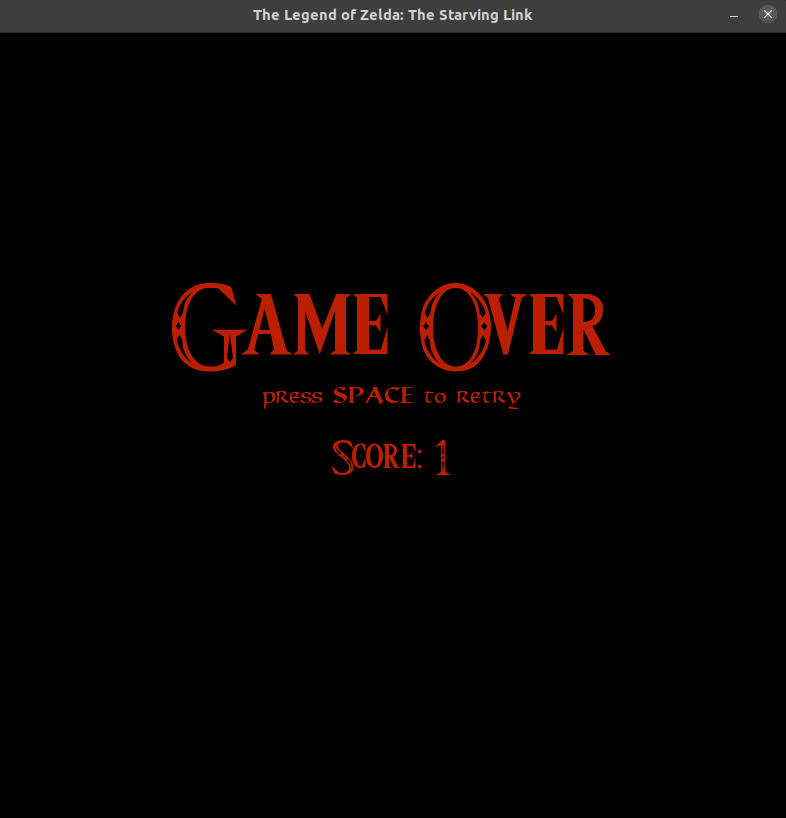 The Legend of Zelda: The Starving Link
Game Over
press SPACE to retry
Score: 1